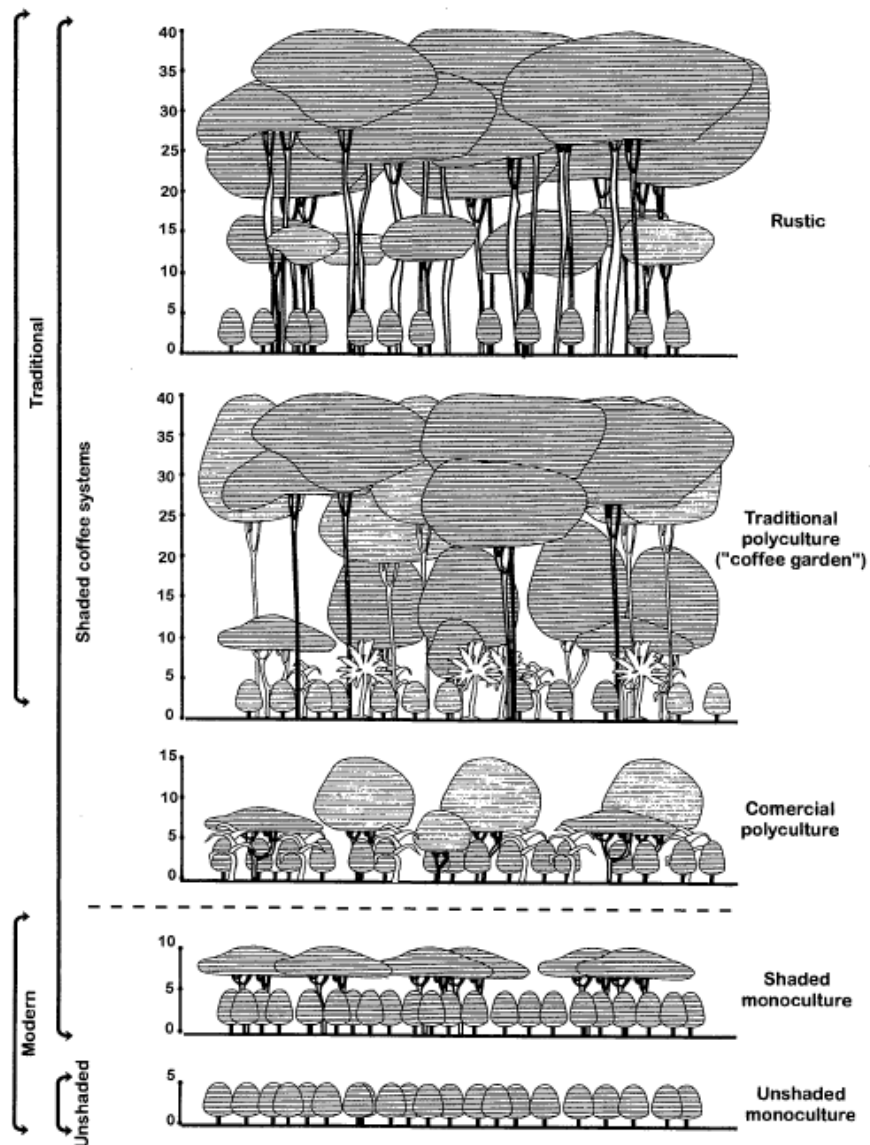 Traditional
Shaded coffee systems
Modern
Unshaded
40
35
30
25
20
15
10
5
0
Rustic
40
35
30
25
20
15
10
5
0
Traditional
polyculture
("coffee garden")
15
10
5
0
Comercial
polyculture
10
5
0
Shaded
monoculture
5
0
Unshaded
monoculture